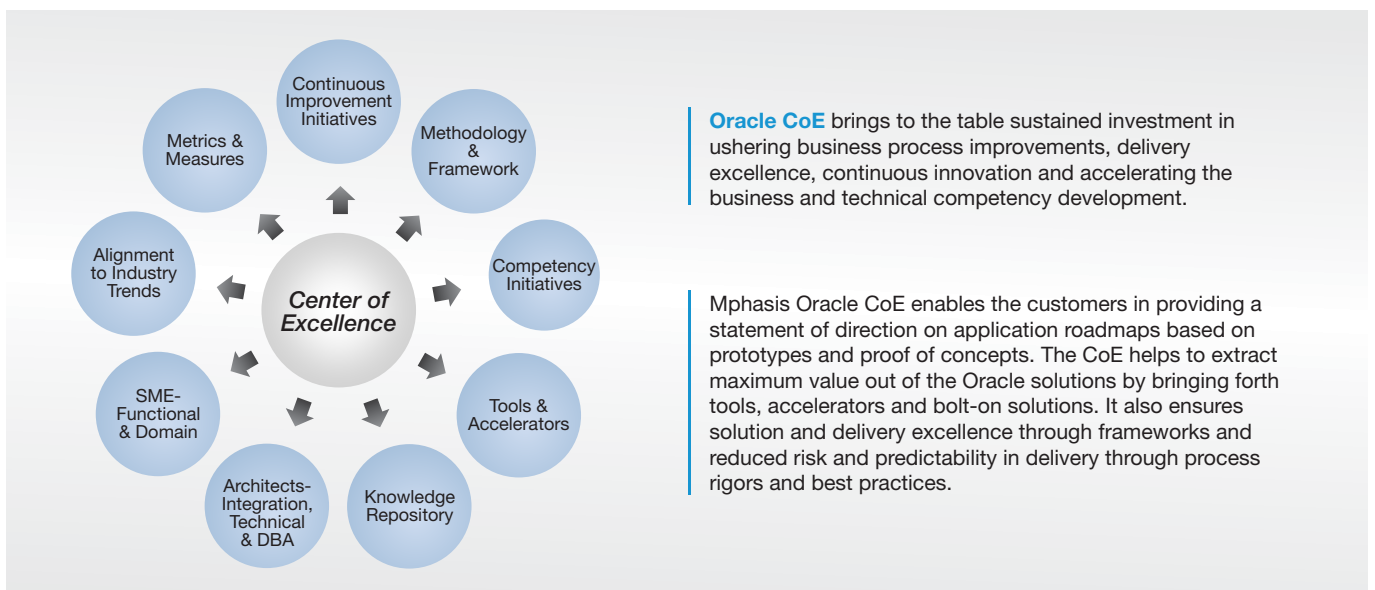 Continuous
Improvement
Initiatives
Methodology
&
Framework
Competency
Initiatives
Tools &
Accelerators
Knowledge
Repository
Architects-
Integration,
Technical
& DBA
SME-
Functional
& Domain
Alignment
to Industry
Trends
Metrics &
Measures
Center of
Excellence
Oracle CoE brings to the table sustained investment in
ushering business process improvements, delivery
excellence, continuous innovation and accelerating the
business and technical competency development.
Mphasis Oracle CoE enables the customers in providing a
statement of direction on application roadmaps based on
prototypes and proof of concepts. The CoE helps to extract
maximum value out of the Oracle solutions by bringing forth
tools, accelerators and bolt-on solutions. It also ensures
solution and delivery excellence through frameworks and
reduced risk and predictability in delivery through process
rigors and best practices.